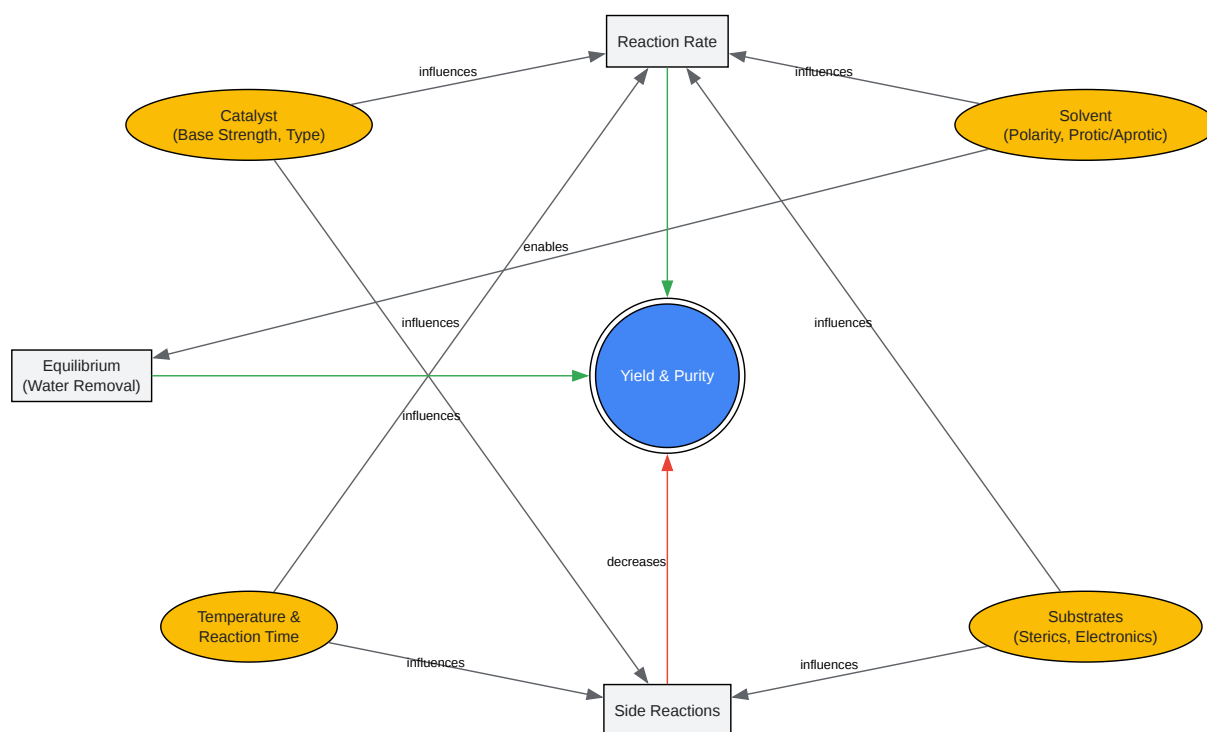 Reaction Rate
influences
influences
Catalyst
(Base Strength, Type)
Solvent
(Polarity, Protic/Aprotic)
enables
influences
influences
Equilibrium
(Water Removal)
Yield & Purity
influences
decreases
Temperature &
Reaction Time
Substrates
(Sterics, Electronics)
influences
influences
Side Reactions